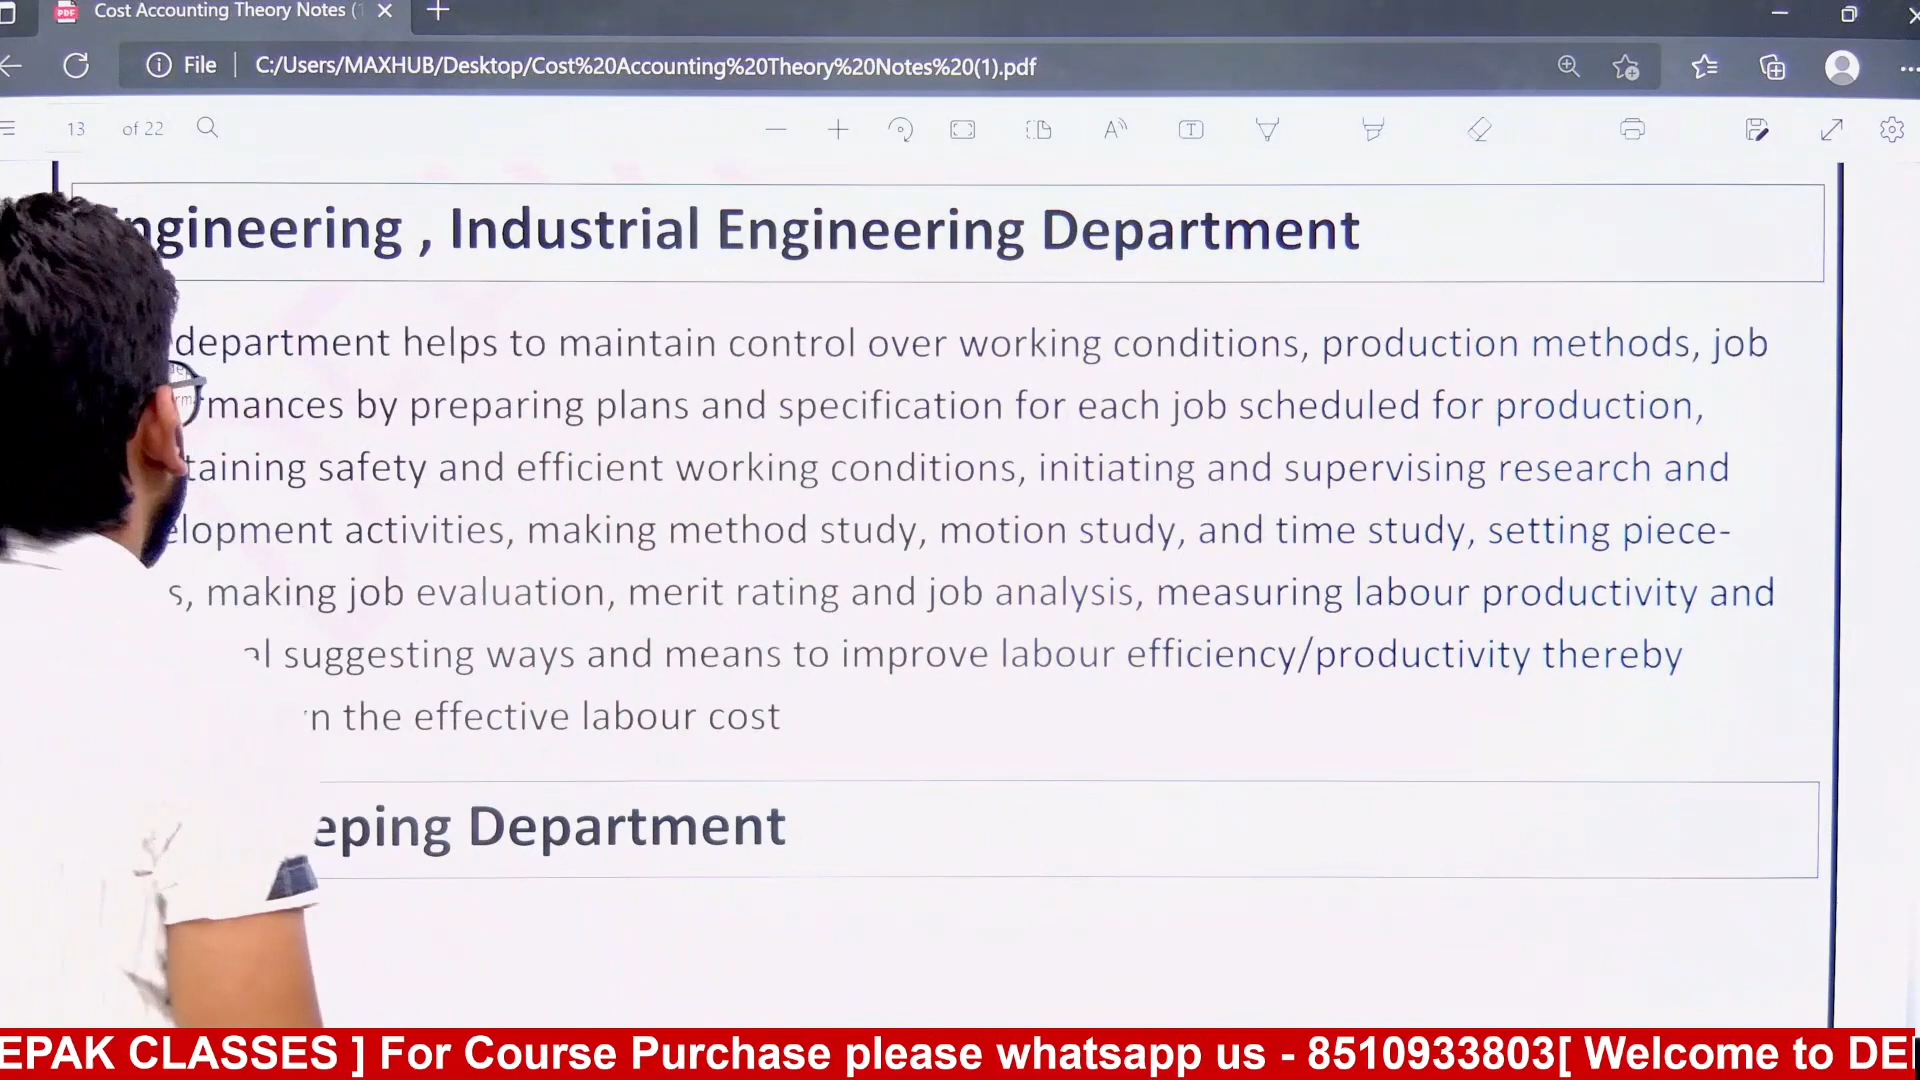 Cost Accounting Theory Notes (1
File | C:/Users/MAXHUB/Desktop/Cost%20Accounting%20Theory%20Notes%20(1).pdf
13 of 22
ngineering , Industrial Engineering Department
department helps to maintain control over working conditions, production methods, job
rmances by preparing plans and specification for each job scheduled for production,
taining safety and efficient working conditions, initiating and supervising research and
elopment activities, making method study, motion study, and time study, setting piece-
s, making job evaluation, merit rating and job analysis, measuring labour productivity and
al suggesting ways and means to improve labour efficiency/productivity thereby
n the effective labour cost
eping Department
EPAK CLASSES ] For Course Purchase please whatsapp us - 8510933803[ Welcome to DE